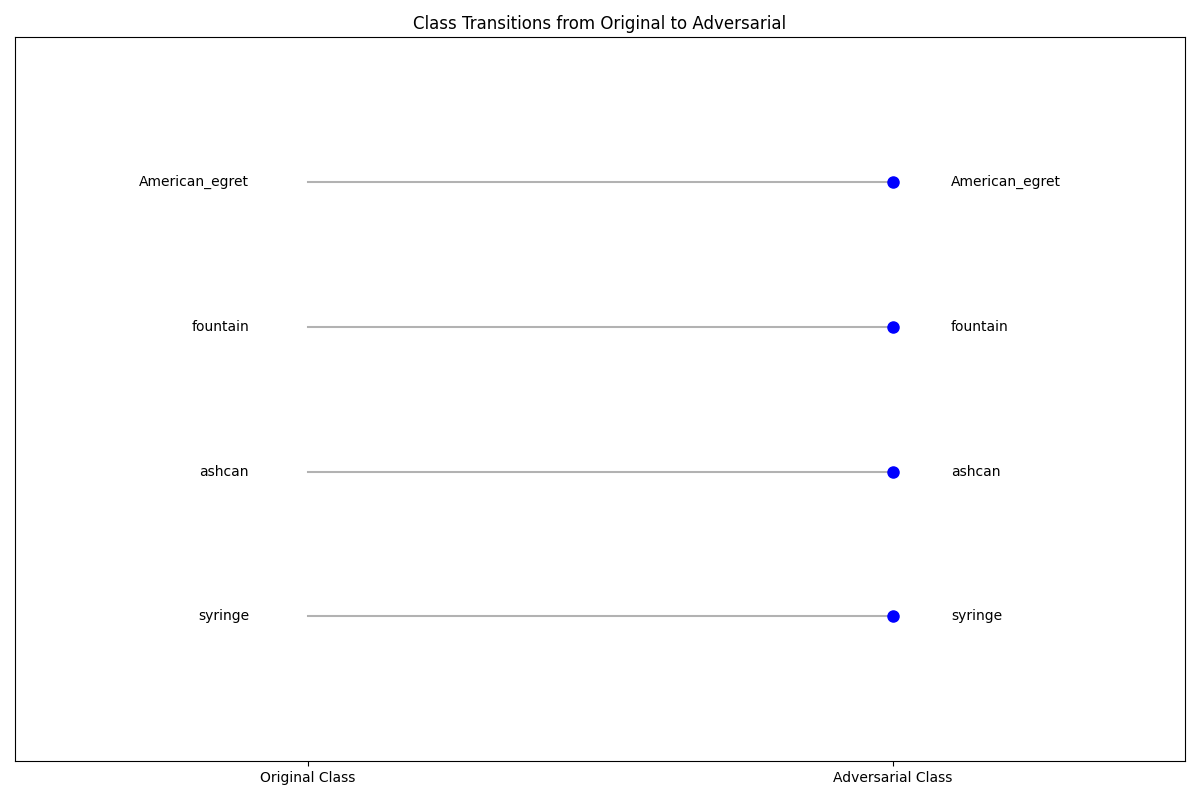 Class Transitions from Original to Adversarial
American_egret American_egret
fountain fountain
ashcan ashcan
syringe syringe
Original Class Adversarial Class